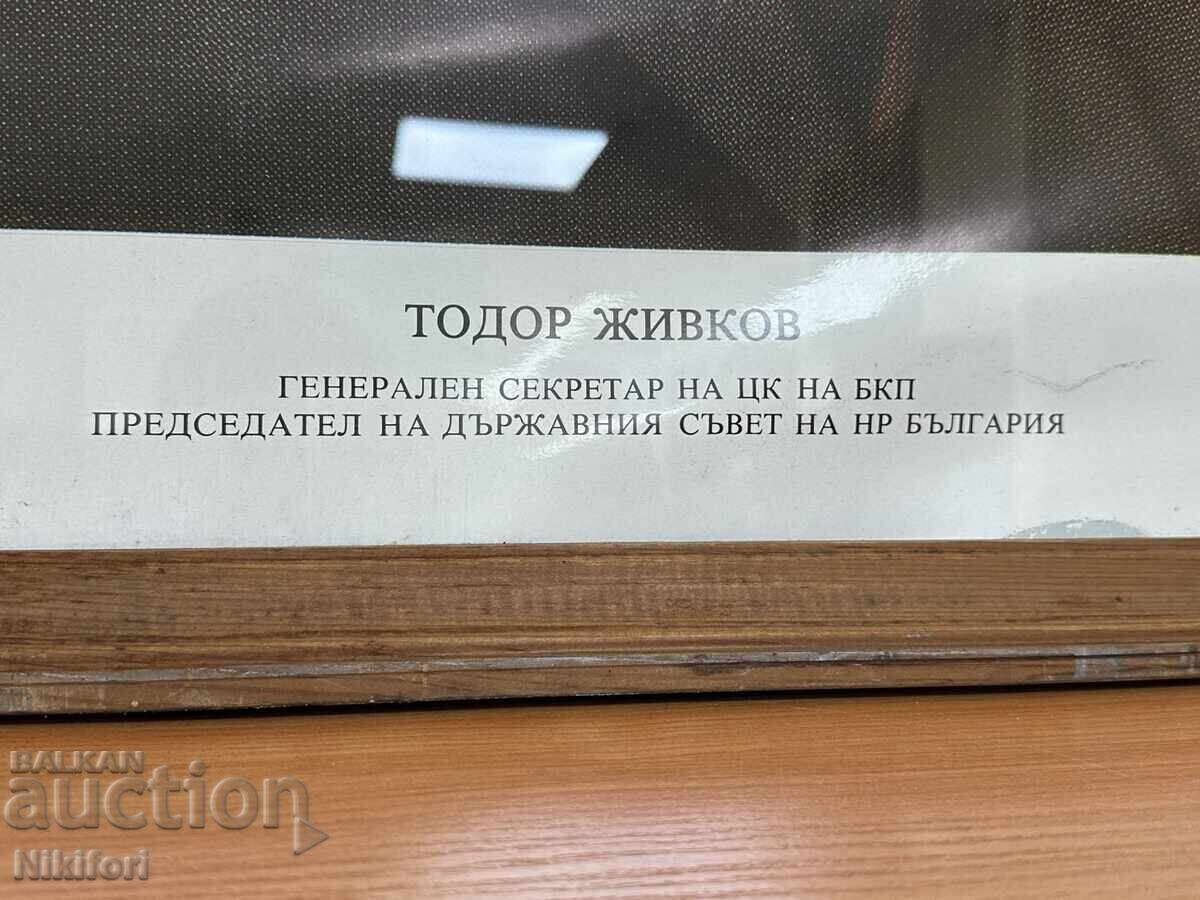 ТОДОР ЖИВКОВ
ГЕНЕРАЛЕН СЕКРЕТАР НА ЦК НА БКП
ПРЕДСЕДАТЕЛ НА ДЪРЖАВНИЯ СЪВЕТ НА НР БЪЛГАРИЯ
BALKAN
auction
Nikifori